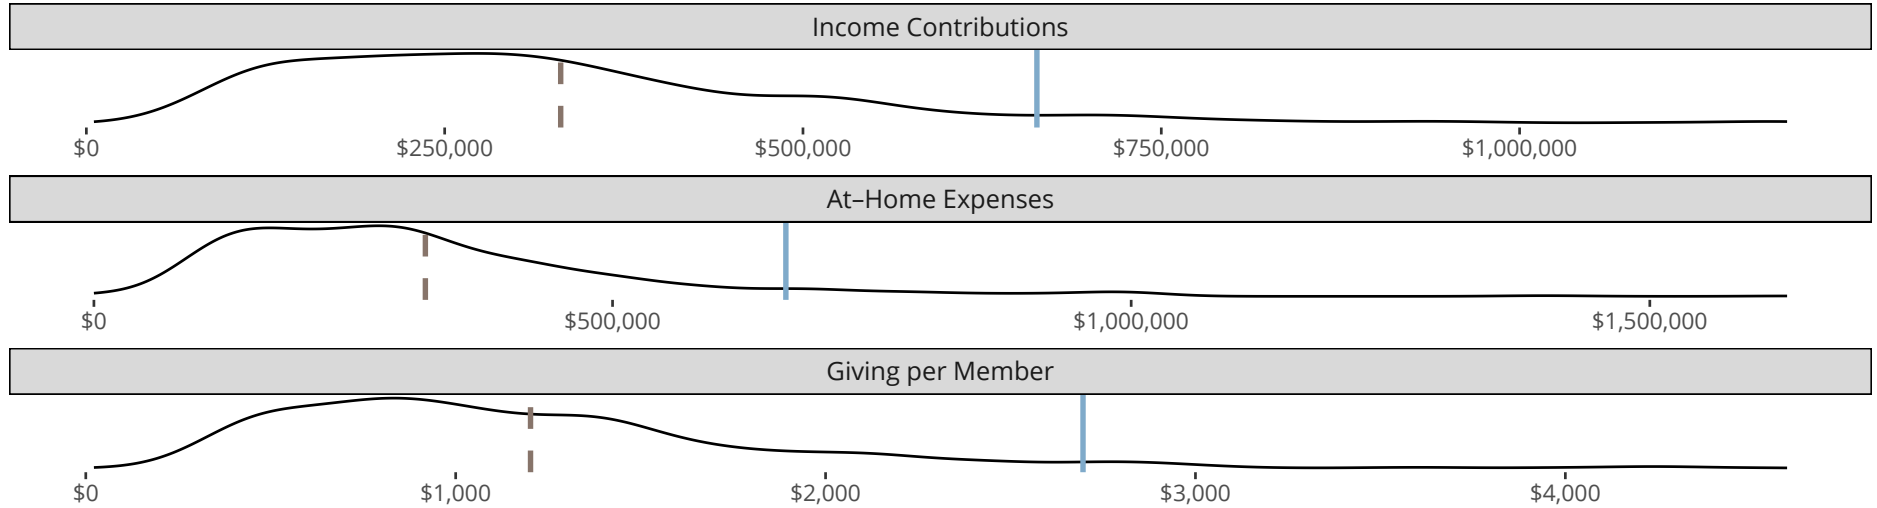 Income Contributions
$0 $250,000 $500,000 $750,000 $1,000,000
At–Home Expenses
$0 $500,000 $1,000,000 $1,500,000
Giving per Member
$0 $1,000 $2,000 $3,000 $4,000